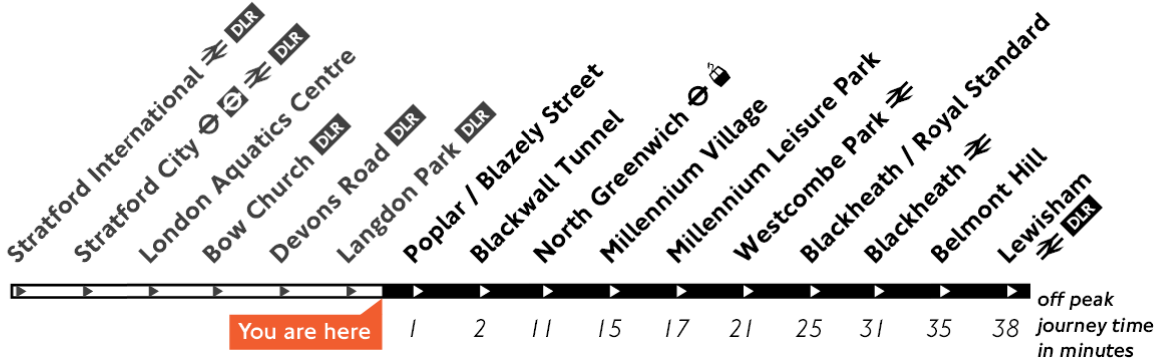 Stratford International DLR
Stratford City DLR
London Aquatics Centre
Bow Church DLR
Devons Road DLR
Langdon Park DLR
Poplar / Blazely Street
Blackwall Tunnel
North Greenwich
Millennium Village
Millennium Leisure Park
Westcombe Park
Blackheath / Royal Standard
Blackheath
Belmont Hill
Lewisham
DLR
You are here
1 2 11 15 17 21 25 31 35 38
off peak
journey time
in minutes